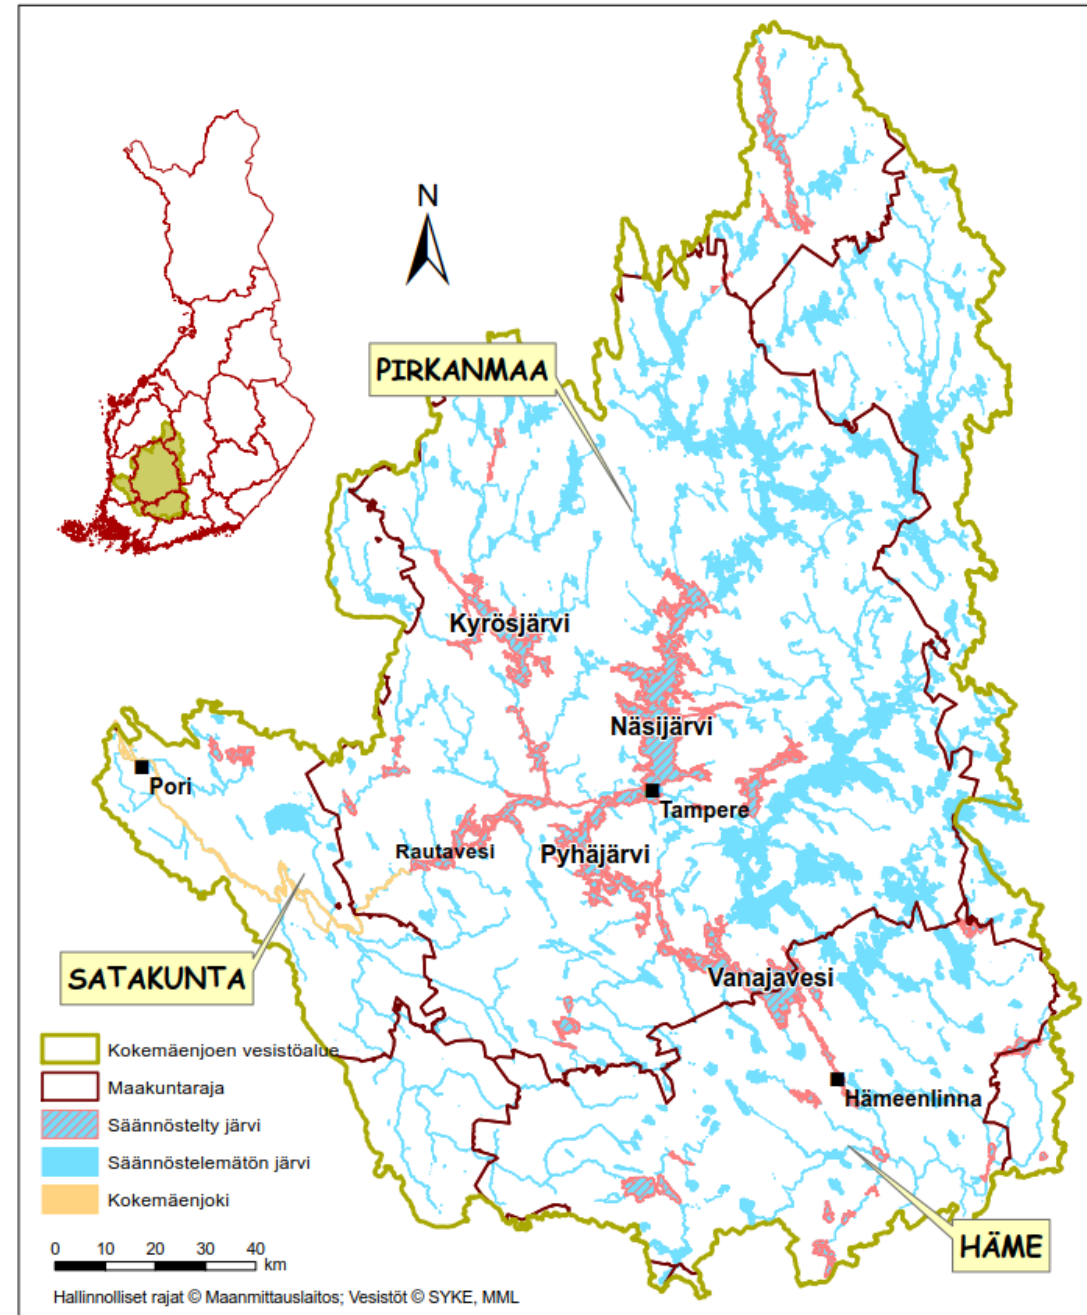 N
PIRKANMAA
Kyrösjärvi
Näsijärvi
Pori
Tampere
Rautavesi
Pyhäjärvi
SATAKUNTA
Vanajavesi
Hämeenlinna
HÄME
Kokemäenjoen vesistöalue
Maakuntaraja
Säännöstelty järvi
Säännöstelemätön järvi
Kokemäenjoki
0 10 20 30 40
km
Hallinnolliset rajat © Maanmittauslaitos; Vesistöt © SYKE, MML